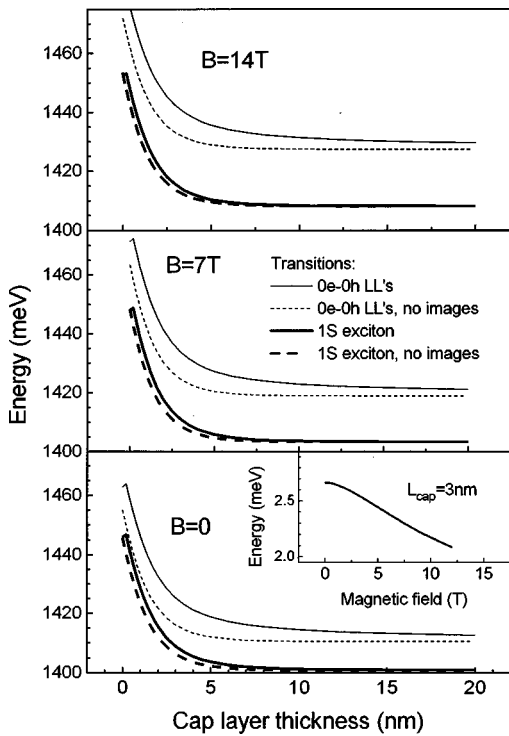 B=14T
1460
1440
1420
1400
B=7T
Transitions:
0e-0h LL's
0e-0h LL's, no images
1S exciton
1S exciton, no images
1460
1440
1420
1400
Energy (meV)
B=0
1460
1440
1420
1400
Energy (meV)
2.5
2.0
L_cap=3nm
0 5 10 15
Magnetic field (T)
0 5 10 15 20
Cap layer thickness (nm)